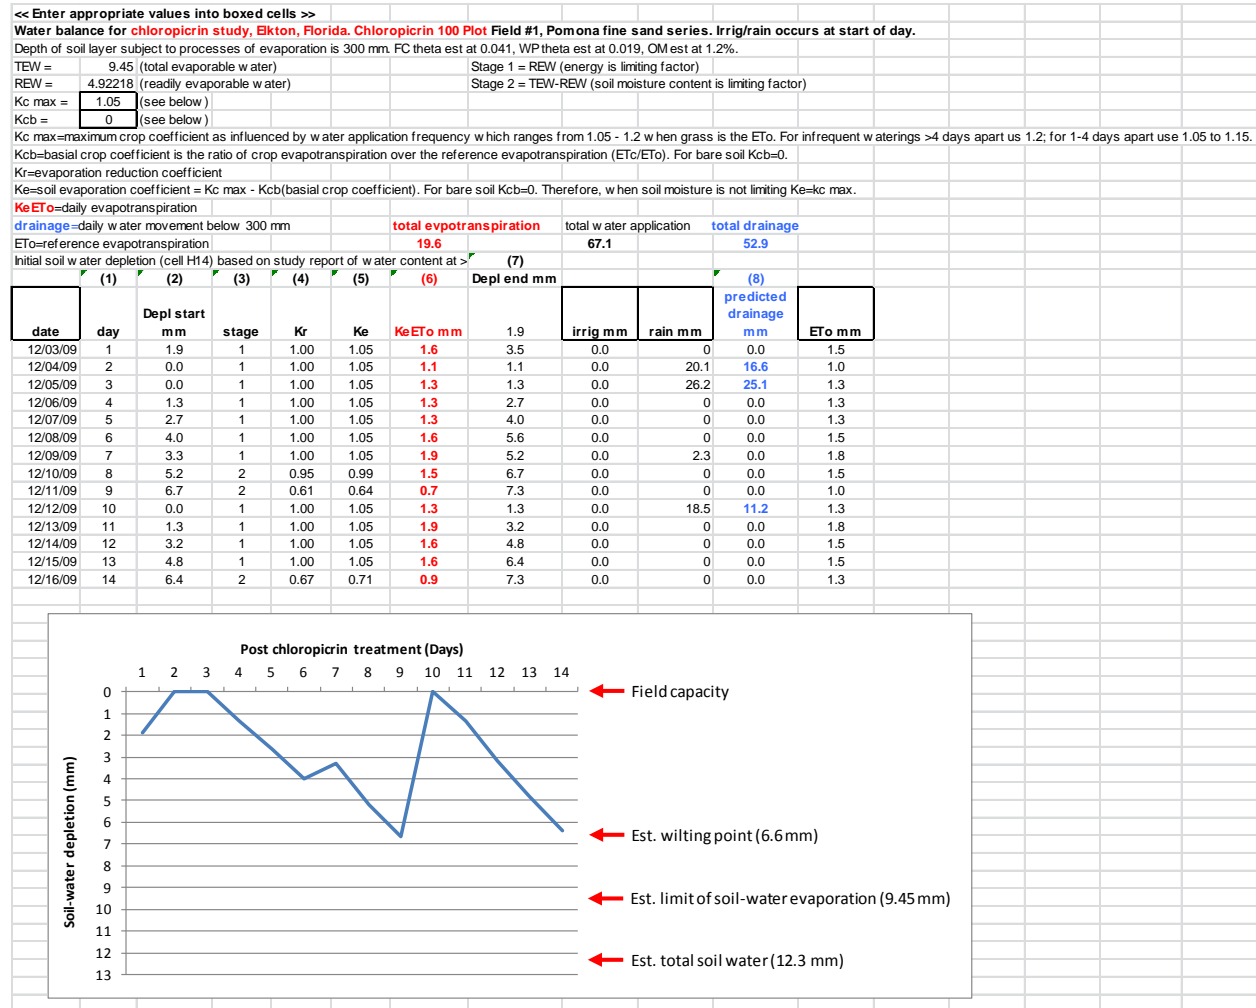 << Enter appropriate values into boxed cells >>
Water balance for chloropicrin study, Elkton, Florida. Chloropicrin 100 Plot Field #1, Pomona fine sand series. Irrig/rain occurs at start of day.
Depth of soil layer subject to processes of evaporation is 300 mm. FC theta est at 0.041, WP theta est at 0.019, OM est at 1.2%.
TEW = 9.45 (total evaporable water) Stage 1 = REW (energy is limiting factor)
REW = 4.92218 (readily evaporable water) Stage 2 = TEW-REW (soil moisture content is limiting factor)
Kc max = 1.05 (see below)
Kcb = 0 (see below)
Kc max=maximum crop coefficient as influenced by water application frequency which ranges from 1.05 - 1.2 when grass is the ETo. For infrequent waterings >4 days apart us 1.2; for 1-4 days apart use 1.05 to 1.15.
Kcb=basial crop coefficient is the ratio of crop evapotranspiration over the reference evapotranspiration (ETc/ETo). For bare soil Kcb=0.
Kr=evaporation reduction coefficient
Ke=soil evaporation coefficient = Kc max - Kcb(basial crop coefficient). For bare soil Kcb=0. Therefore, when soil moisture is not limiting Ke=kc max.
KeETo=daily evapotranspiration
drainage=daily water movement below 300 mm total evpotranspiration total water application total drainage
ETo=reference evapotranspiration 19.6 67.1 52.9
Initial soil water depletion (cell H14) based on study report of water content at > (7)
(1) (2) (3) (4) (5) (6) Depl end mm (8)
date day Depl start mm stage Kr Ke KeETo mm 1.9 irrig mm rain mm predicted drainage mm ETo mm
12/03/09 1 1.9 1 1.00 1.05 1.6 3.5 0.0 0 0.0 1.5
12/04/09 2 0.0 1 1.00 1.05 1.1 1.1 0.0 20.1 16.6 1.0
12/05/09 3 0.0 1 1.00 1.05 1.3 1.3 0.0 26.2 25.1 1.3
12/06/09 4 1.3 1 1.00 1.05 1.3 2.7 0.0 0 0.0 1.3
12/07/09 5 2.7 1 1.00 1.05 1.3 4.0 0.0 0 0.0 1.3
12/08/09 6 4.0 1 1.00 1.05 1.6 5.6 0.0 0 0.0 1.5
12/09/09 7 3.3 1 1.00 1.05 1.9 5.2 0.0 2.3 0.0 1.8
12/10/09 8 5.2 2 0.95 0.99 1.5 6.7 0.0 0 0.0 1.5
12/11/09 9 6.7 2 0.61 0.64 0.7 7.3 0.0 0 0.0 1.0
12/12/09 10 0.0 1 1.00 1.05 1.3 1.3 0.0 18.5 11.2 1.3
12/13/09 11 1.3 1 1.00 1.05 1.9 3.2 0.0 0 0.0 1.8
12/14/09 12 3.2 1 1.00 1.05 1.6 4.8 0.0 0 0.0 1.5
12/15/09 13 4.8 1 1.00 1.05 1.6 6.4 0.0 0 0.0 1.5
12/16/09 14 6.4 2 0.67 0.71 0.9 7.3 0.0 0 0.0 1.3
Post chloropicrin treatment (Days)
1 2 3 4 5 6 7 8 9 10 11 12 13 14
Soil-water depletion (mm)
0 Field capacity
1
2
3
4
5
6
Est. wilting point (6.6 mm)
7
8
9
Est. limit of soil-water evaporation (9.45 mm)
10
11
12
Est. total soil water (12.3 mm)
13